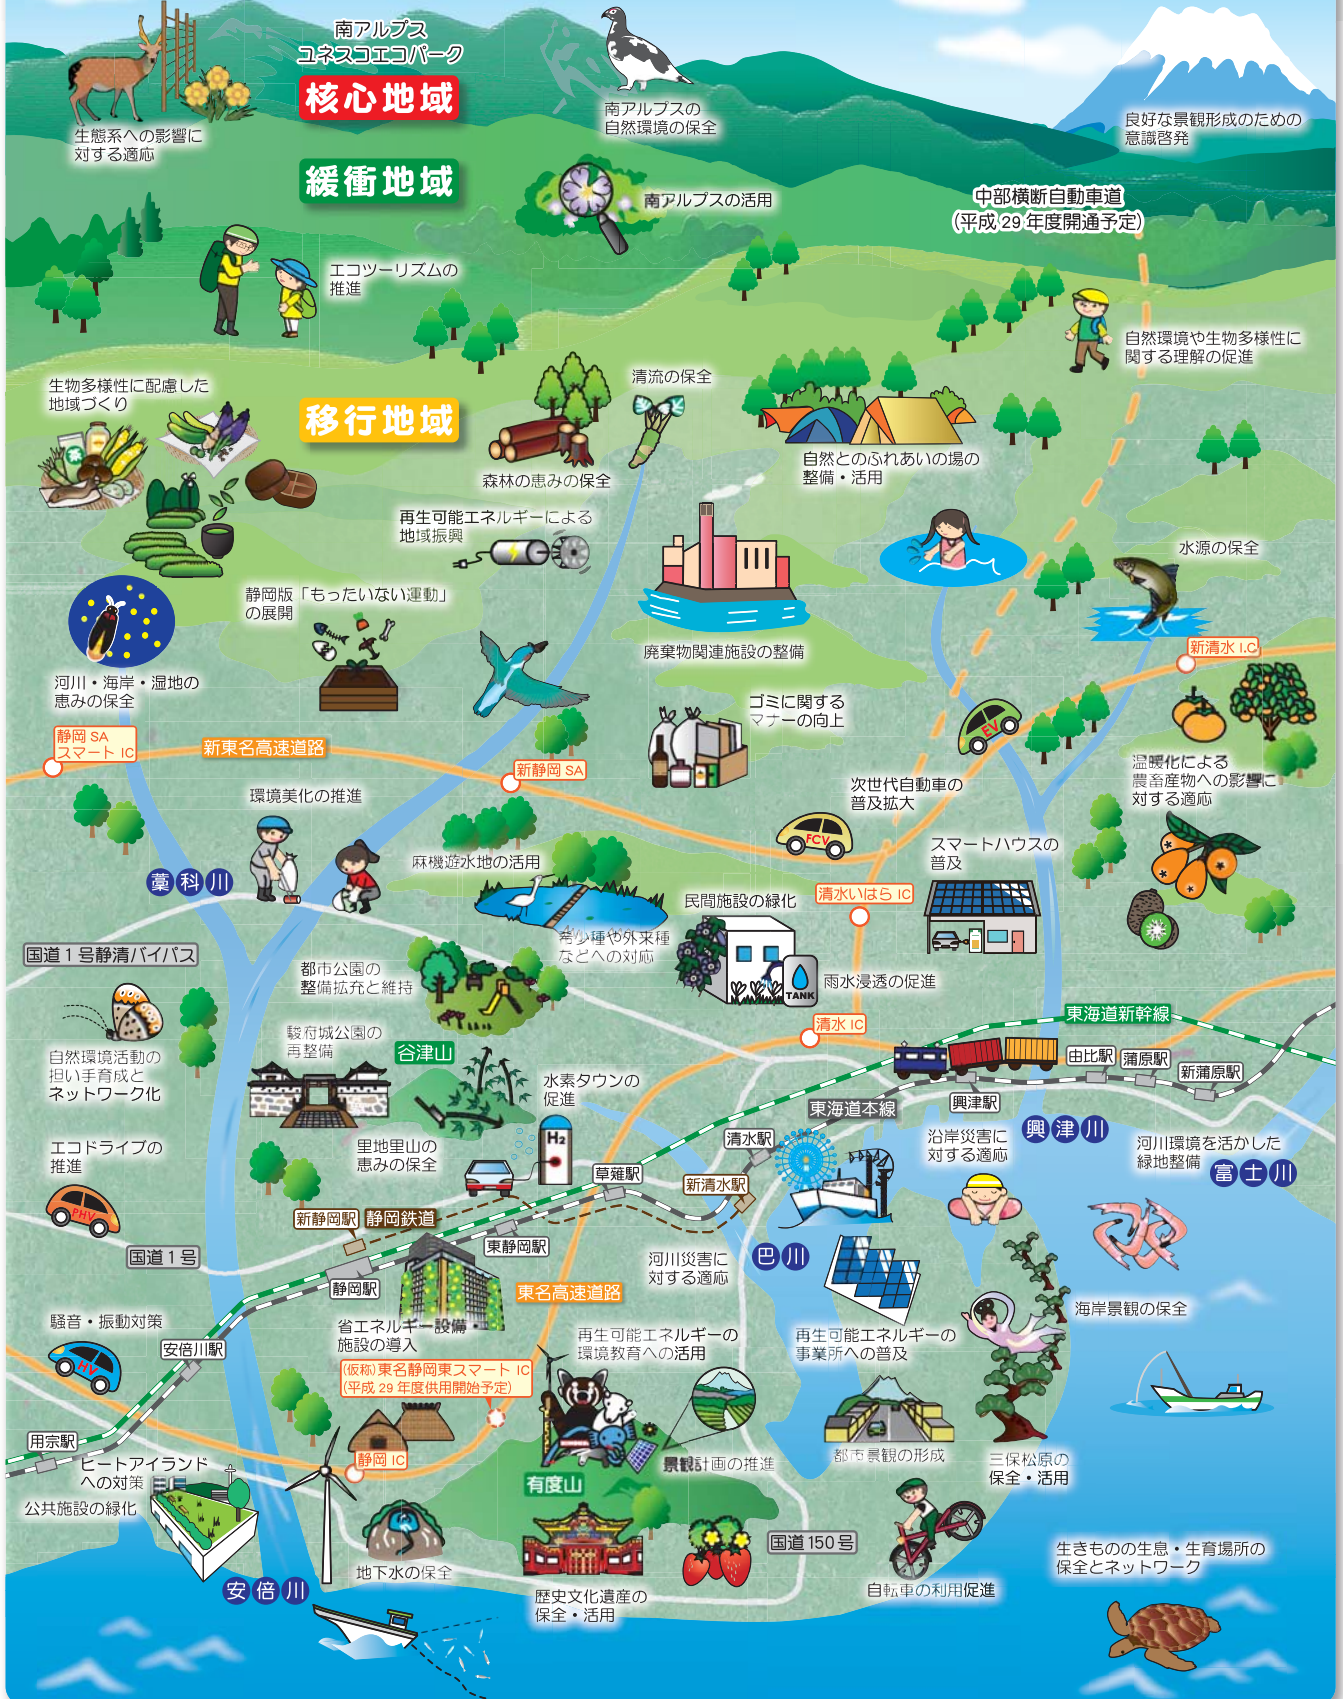 南アルプス
ユネスコエコパーク
核心地域
生態系への影響に
対する適応
南アルプスの
自然環境の保全
良好な景観形成のための
意識啓発
緩衝地域
南アルプスの活用
中部横断自動車道
(平成 29 年度開通予定)
エコツーリズムの
推進
自然環境や生物多様性に
関する理解の促進
生物多様性に配慮した
地域づくり
移行地域
清流の保全
茶
森林の恵みの保全
自然とのふれあいの場の
整備・活用
再生可能エネルギーによる
地域振興
水源の保全
静岡版「もったいない運動」
の展開
廃棄物関連施設の整備
新清水 I.C
河川・海岸・湿地の
恵みの保全
ゴミに関する
マナーの向上
静岡 SA
スマート IC
新東名高速道路
新静岡 SA
EV
温暖化による
農畜産物への影響に
対する適応
環境美化の推進
次世代自動車の
普及拡大
FCV
スマートハウスの
普及
麻機遊水地の活用
藁科川
清水いはら IC
民間施設の緑化
希少種や外来種
などへの対応
国道1号静清バイパス
都市公園の
整備拡充と維持
雨水浸透の促進
TANK
清水 IC
東海道新幹線
駿府城公園の
再整備
谷津山
自然環境活動の
担い手育成と
ネットワーク化
水素タウンの
促進
H2
由比駅
蒲原駅
新蒲原駅
東海道本線
興津駅
興津川
清水駅
沿岸災害に
対する適応
河川環境を活かした
緑地整備
富士川
エコドライブの
推進
里地里山の
恵みの保全
草薙駅
新清水駅
PHV
新静岡駅
静岡鉄道
東静岡駅
国道1号
静岡駅
河川災害に
対する適応
巴川
東名高速道路
海岸景観の保全
騒音・振動対策
安倍川駅
省エネルギー設備
施設の導入
再生可能エネルギーの
環境教育への活用
再生可能エネルギーの
事業所への普及
HV
(仮称)東名静岡東スマート IC
(平成 29 年度供用開始予定)
用宗駅
静岡 IC
ヒートアイランド
への対策
景観計画の推進
都市景観の形成
三保松原の
保全・活用
有度山
公共施設の緑化
国道150号
地下水の保全
安倍川
歴史文化遺産の
保全・活用
自転車の利用促進
生きものの生息・生育場所の
保全とネットワーク